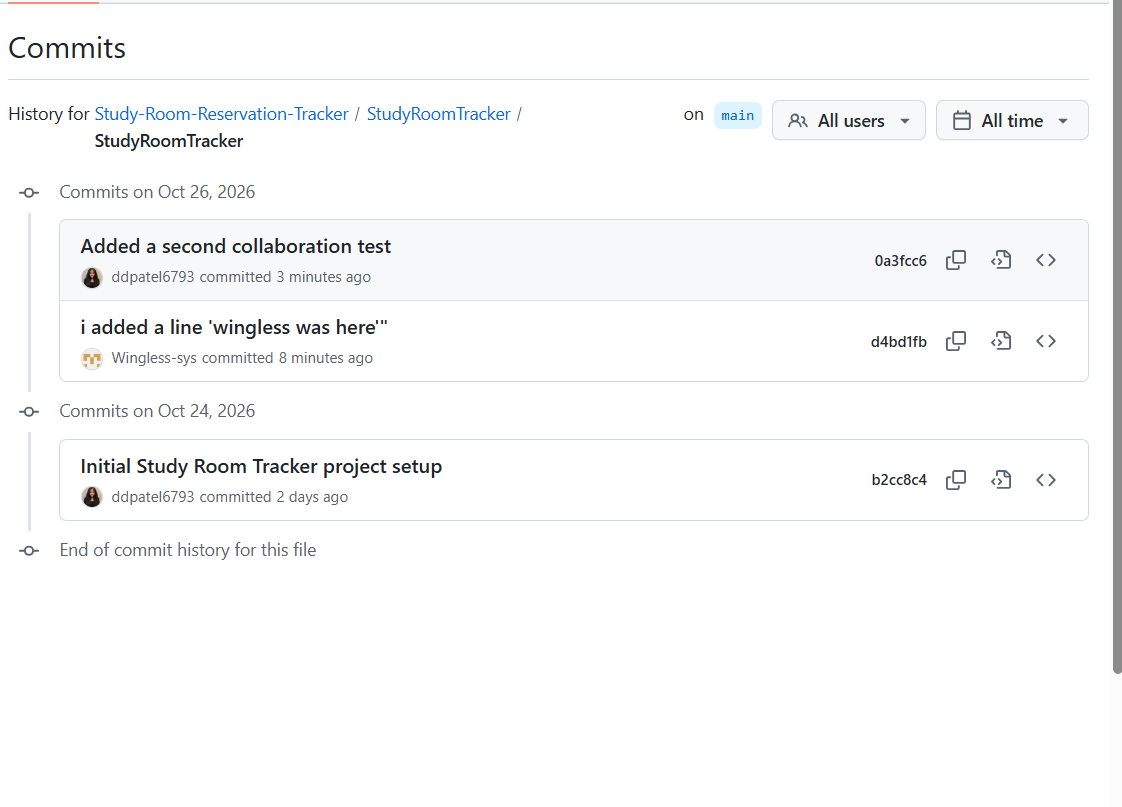 Commits
History for Study-Room-Reservation-Tracker / StudyRoomTracker /
StudyRoomTracker
on main All users All time
Commits on Oct 26, 2026
Added a second collaboration test
ddpatel6793 committed 3 minutes ago
0a3fcc6
i added a line 'wingless was here'"
Wingless-sys committed 8 minutes ago
d4bd1fb
Commits on Oct 24, 2026
Initial Study Room Tracker project setup
ddpatel6793 committed 2 days ago
b2cc8c4
End of commit history for this file